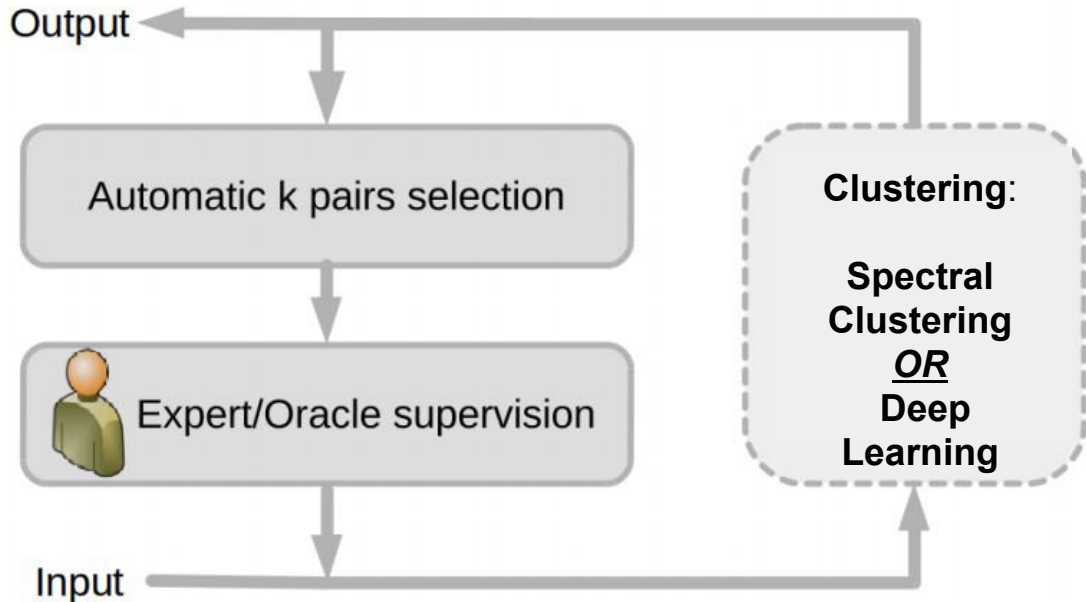 Output
Automatic k pairs selection
Expert/Oracle supervision
Input
Clustering:
Spectral
Clustering
OR
Deep
Learning